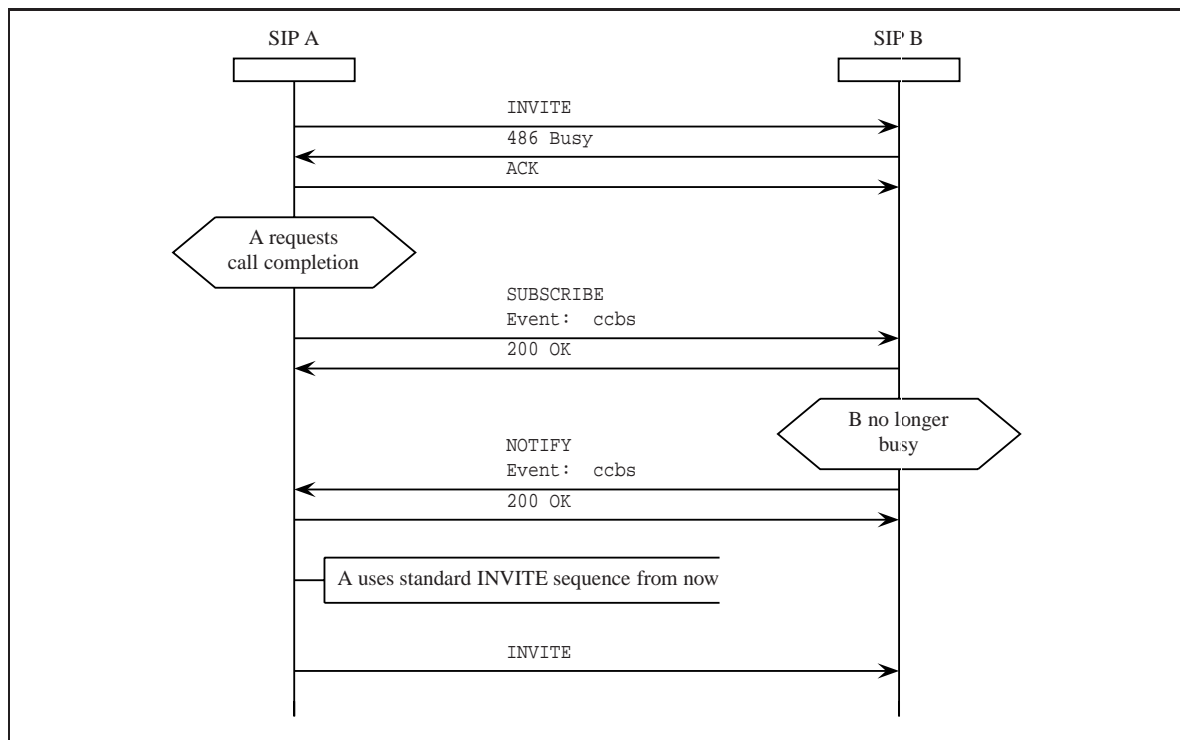 SIP A
SIP B
INVITE
486 Busy
ACK
A requests
call completion
SUBSCRIBE
Event: ccbs
200 OK
B no longer
busy
NOTIFY
Event: ccbs
200 OK
A uses standard INVITE sequence from now
INVITE